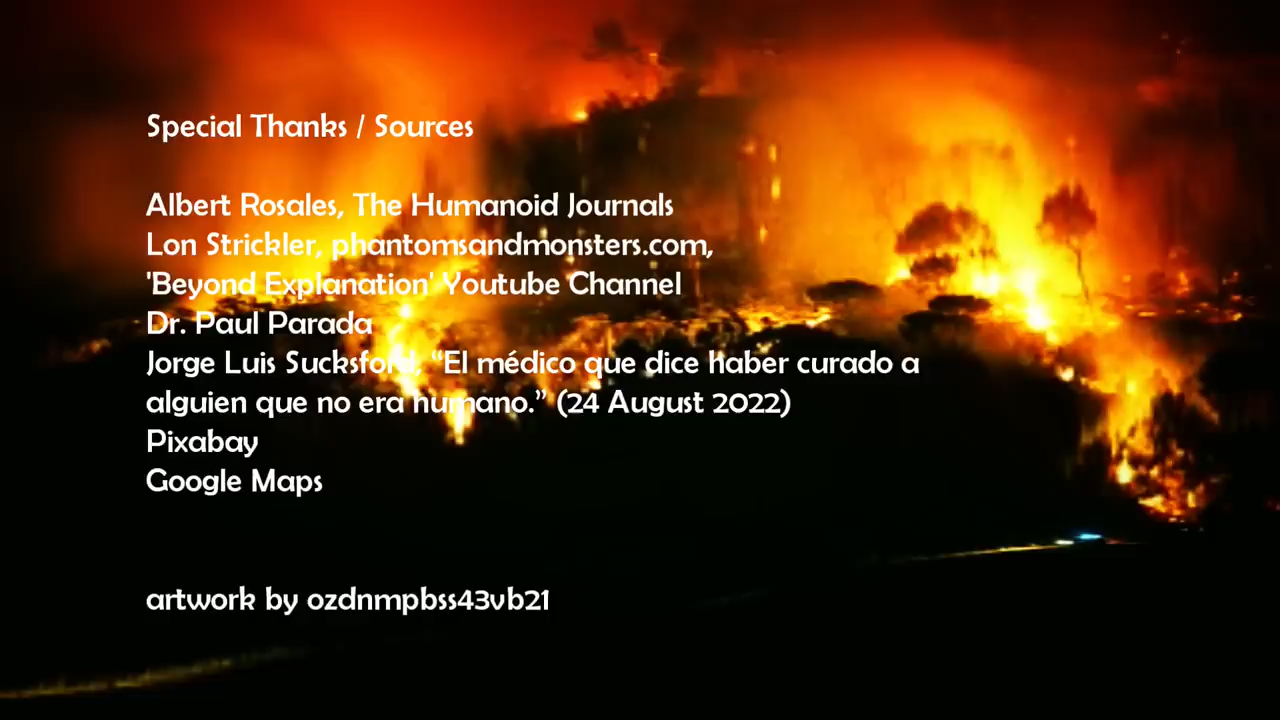 Special Thanks / Sources
Albert Rosales, The Humanoid Journals
Lon Strickler, phantomsandmonsters.com,
'Beyond Explanation' Youtube Channel
Dr. Paul Parada
Jorge Luis Sucksford, “El médico que dice haber curado a
alguien que no era humano.” (24 August 2022)
Pixabay
Google Maps
artwork by ozdnmpbss43vb21